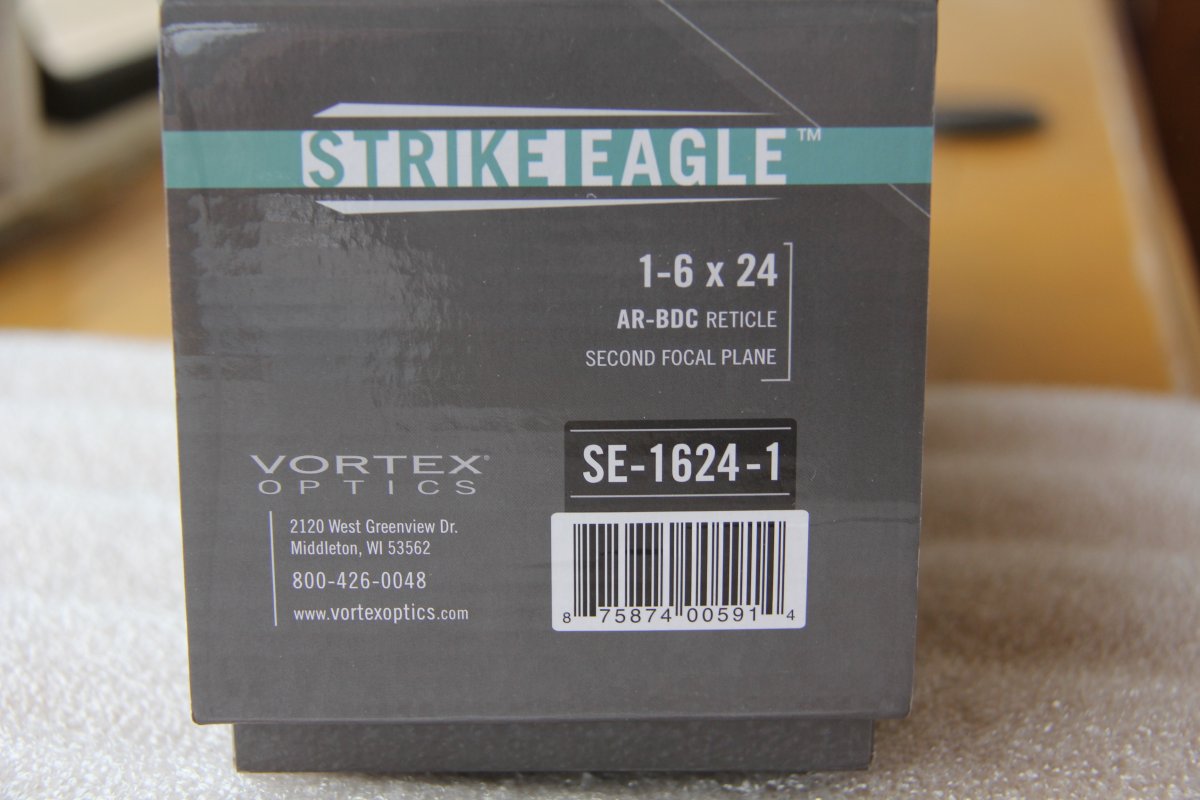 STRIKE EAGLE™
1-6 x 24
AR-BDC RETICLE
SECOND FOCAL PLANE
SE-1624-1
VORTEX®
OPTICS
2120 West Greenview Dr.
Middleton, WI 53562
800-426-0048
www.vortexoptics.com
8 75874 00591 4